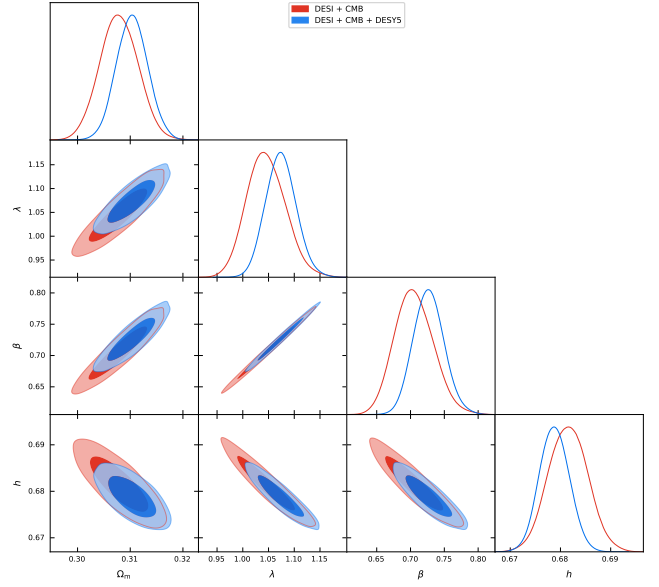 DESI + CMB
DESI + CMB + DESY5
1.15
1.10
1.05
1.00
0.95
λ
0.80
0.75
0.70
0.65
β
0.69
0.68
0.67
h
0.30 0.31 0.32
0.95 1.00 1.05 1.10 1.15
0.65 0.70 0.75 0.80
0.67 0.68 0.69
Ωm λ β h